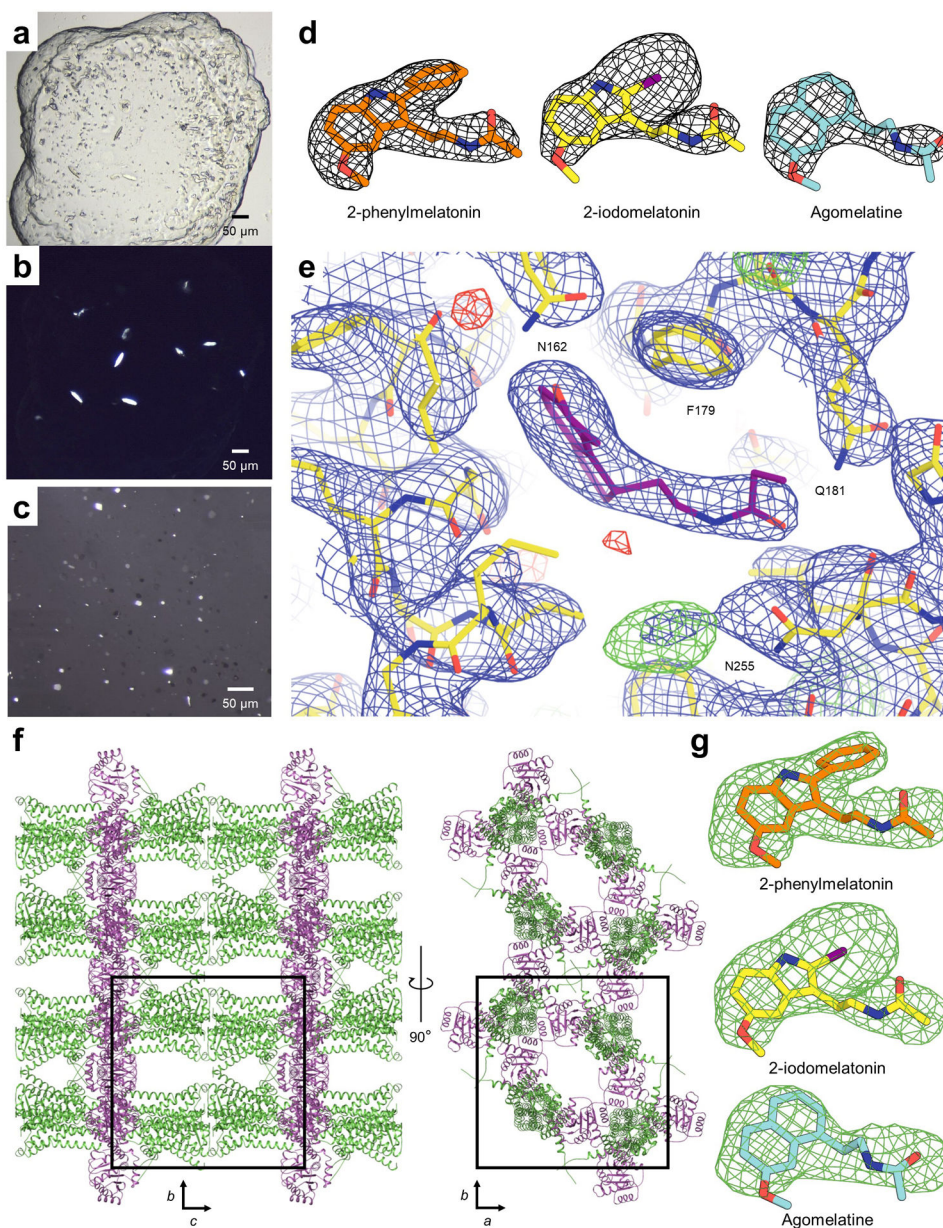 a
50 µm
b
50 µm
c
50 µm
d
2-phenylmelatonin
2-iodomelatonin
Agomelatine
e
N162
F179
Q181
N255
f
90°
b
c
b
a
g
2-phenylmelatonin
2-iodomelatonin
Agomelatine